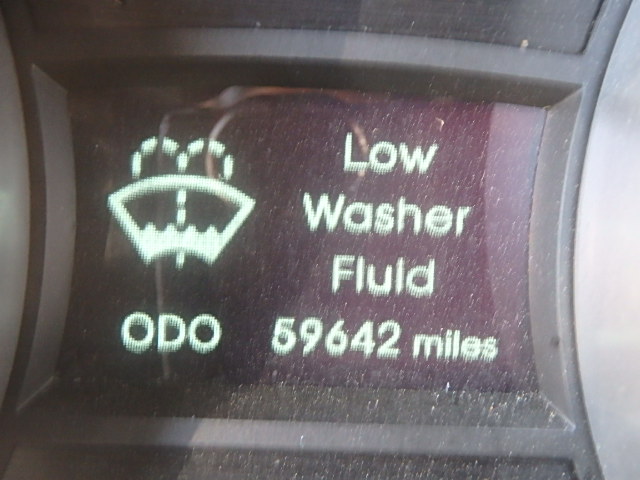 Low
Washer
Fluid
ODO 59642 miles